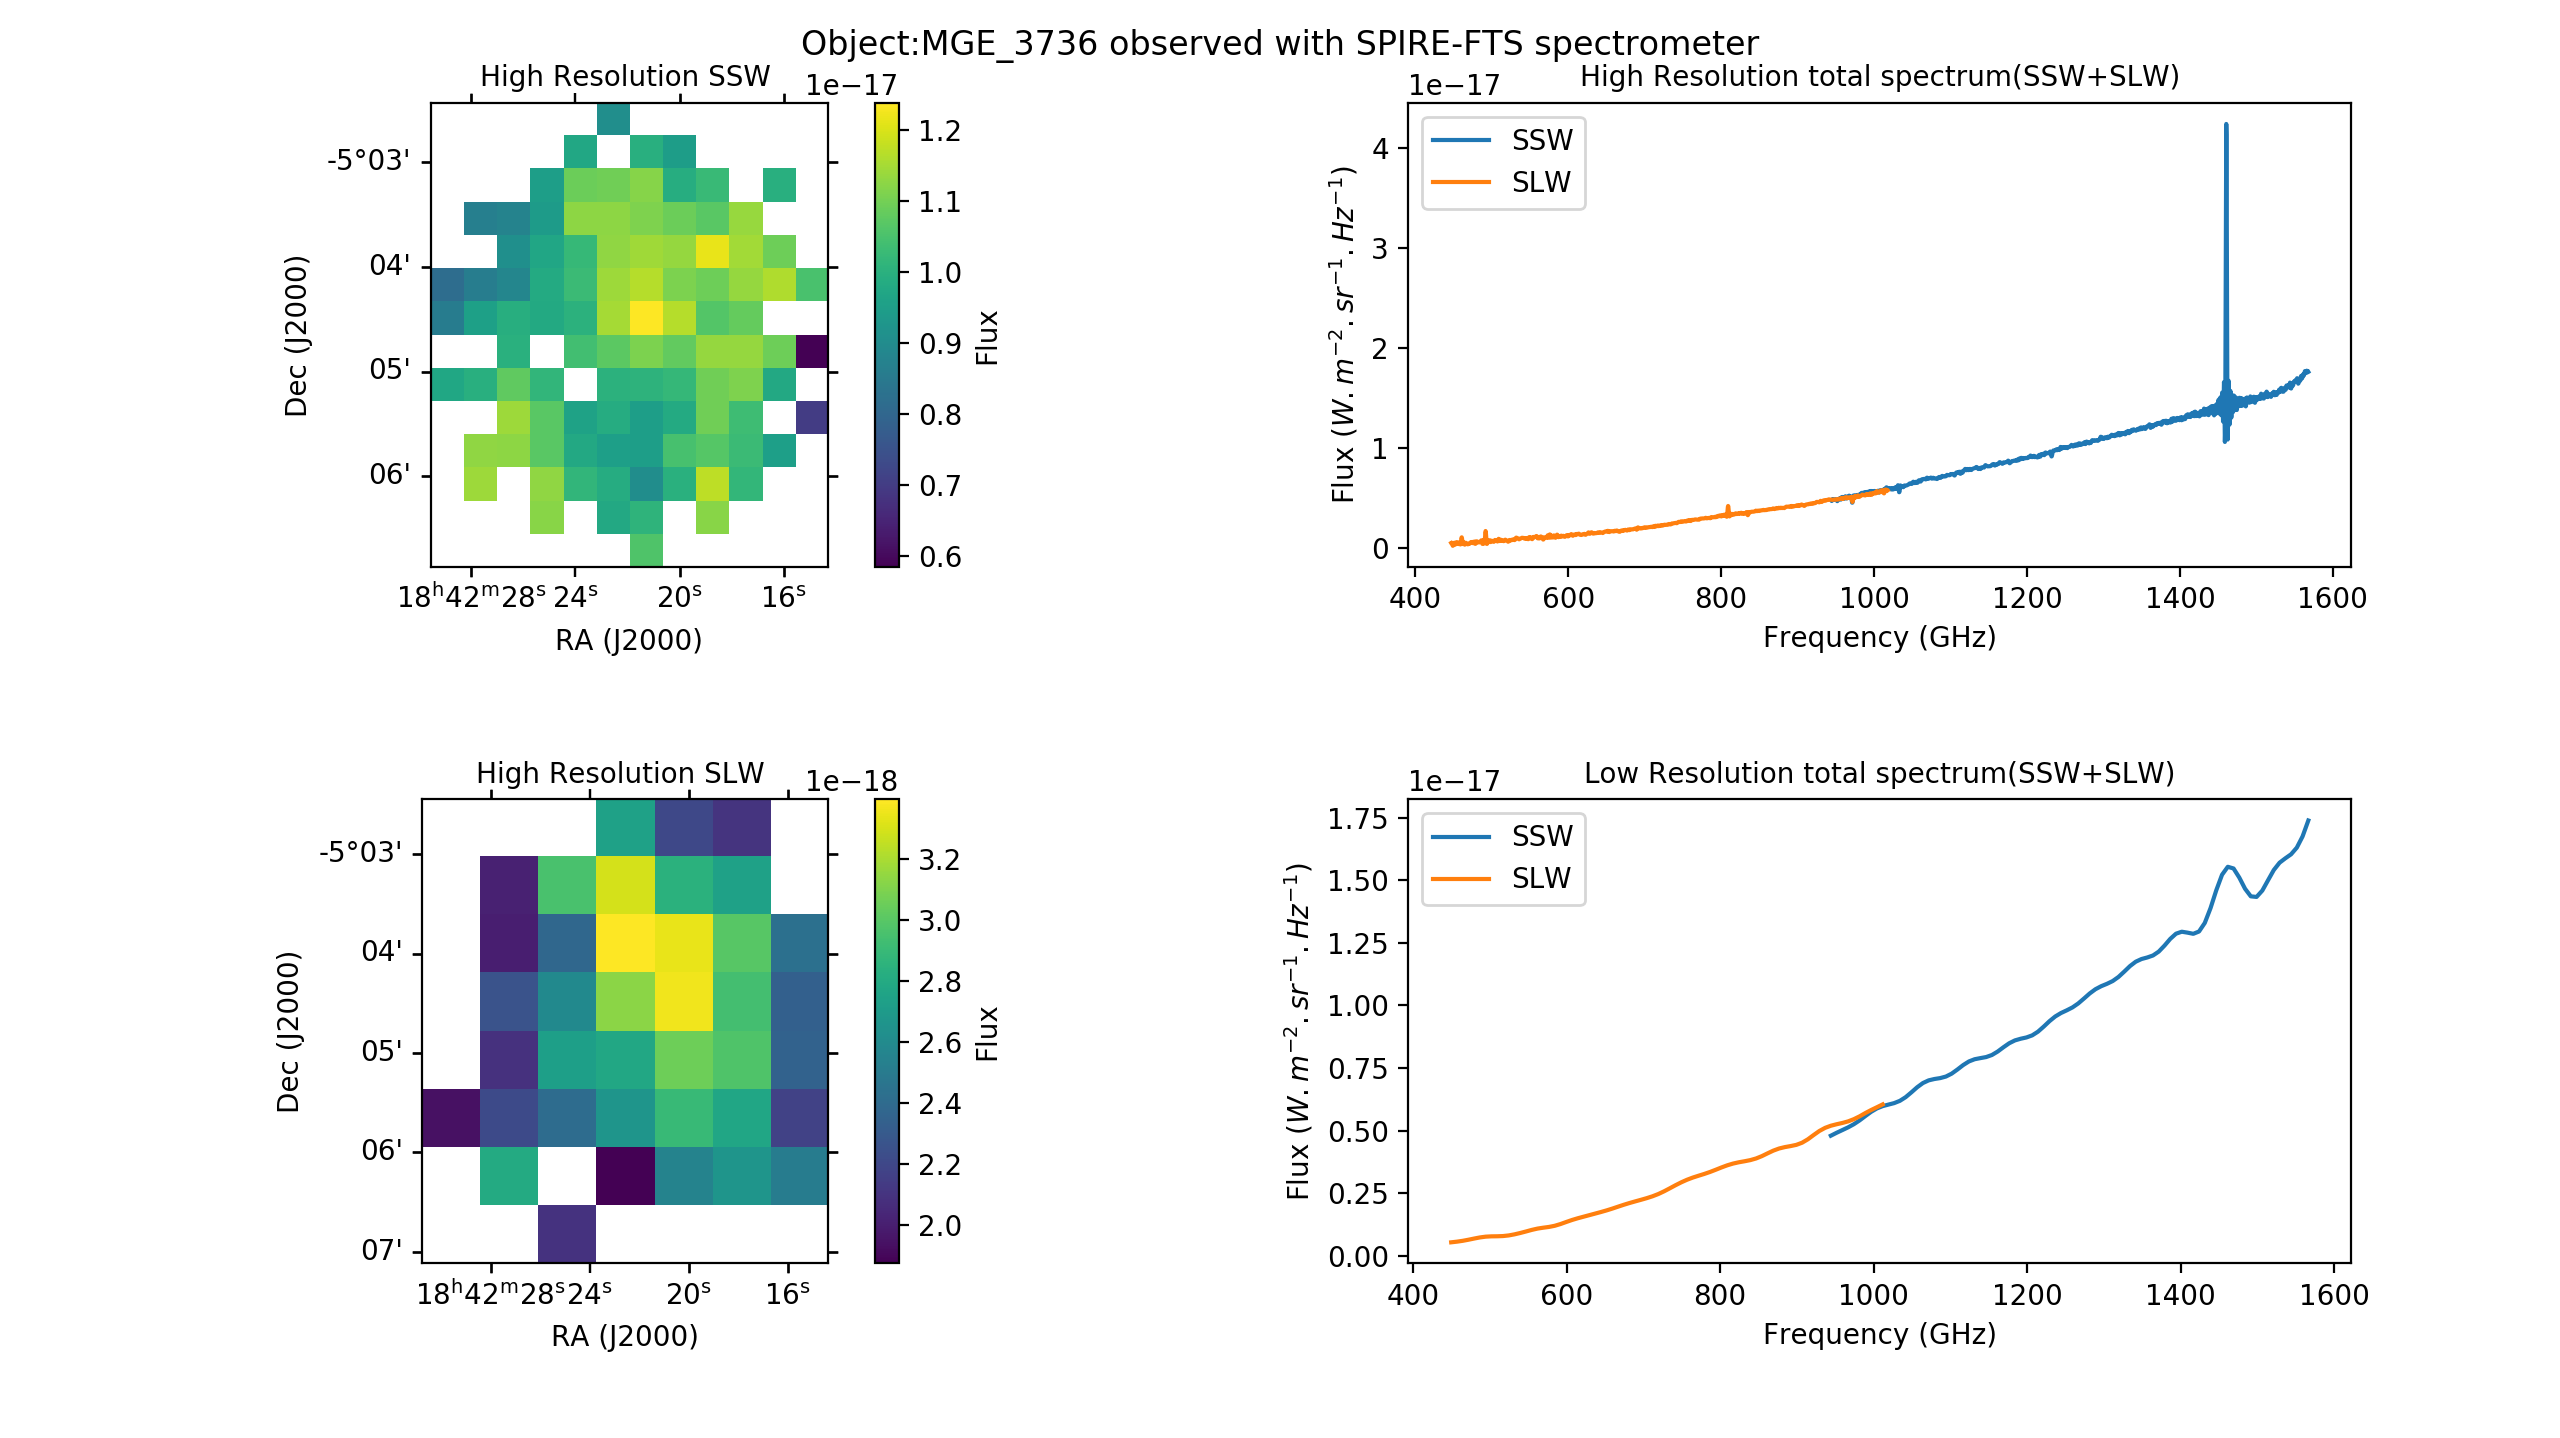 Object:MGE_3736 observed with SPIRE-FTS spectrometer
High Resolution SSW
1e−17
-5°03'
04'
05'
06'
Dec (J2000)
18ʰ42ᵐ28ˢ 24ˢ 20ˢ 16ˢ
RA (J2000)
1.2
1.1
1.0
0.9
0.8
0.7
0.6
Flux
High Resolution total spectrum(SSW+SLW)
1e−17
SSW
SLW
4
3
2
1
0
Flux (W.m⁻².sr⁻¹.Hz⁻¹)
400 600 800 1000 1200 1400 1600
Frequency (GHz)
High Resolution SLW
1e−18
-5°03'
04'
05'
06'
07'
Dec (J2000)
18ʰ42ᵐ28ˢ 24ˢ 20ˢ 16ˢ
RA (J2000)
3.2
3.0
2.8
2.6
2.4
2.2
2.0
Flux
Low Resolution total spectrum(SSW+SLW)
1e−17
SSW
SLW
1.75
1.50
1.25
1.00
0.75
0.50
0.25
0.00
Flux (W.m⁻².sr⁻¹.Hz⁻¹)
400 600 800 1000 1200 1400 1600
Frequency (GHz)